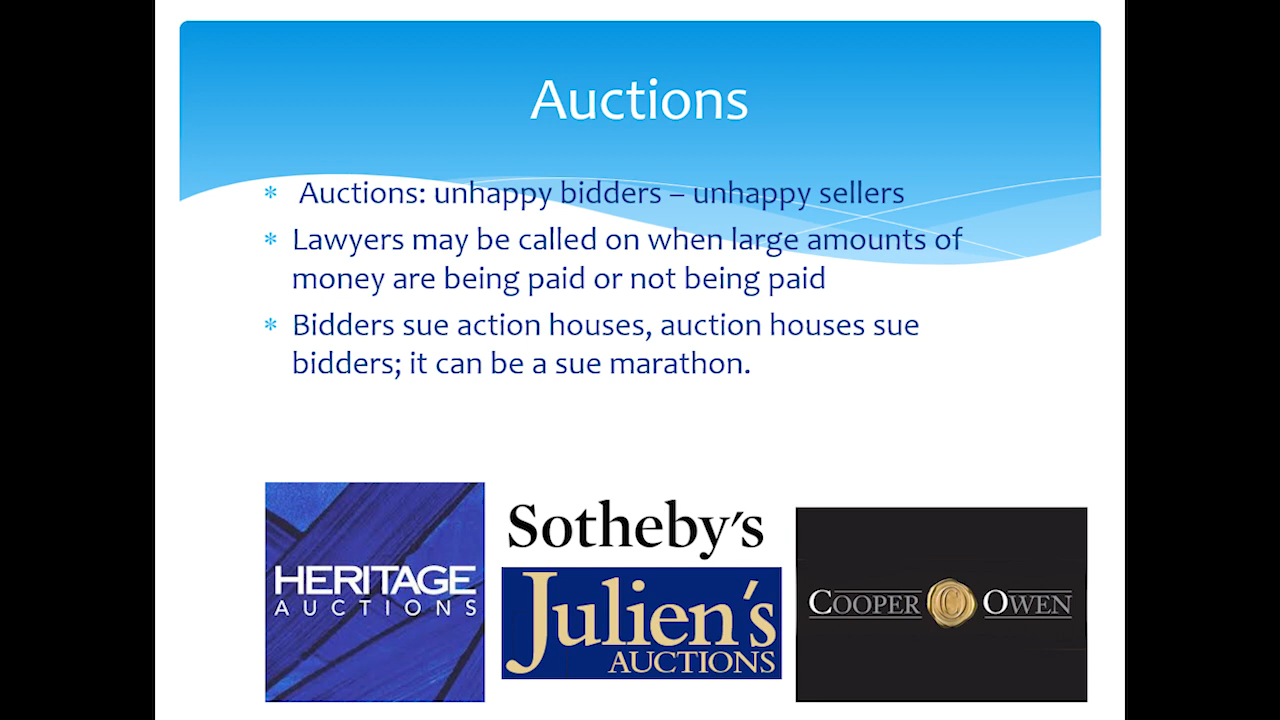 Auctions
* Auctions: unhappy bidders – unhappy sellers
* Lawyers may be called on when large amounts of
money are being paid or not being paid
* Bidders sue action houses, auction houses sue
bidders; it can be a sue marathon.
HERITAGE
AUCTIONS
Sotheby's
Julien's
AUCTIONS
COOPER C OWEN